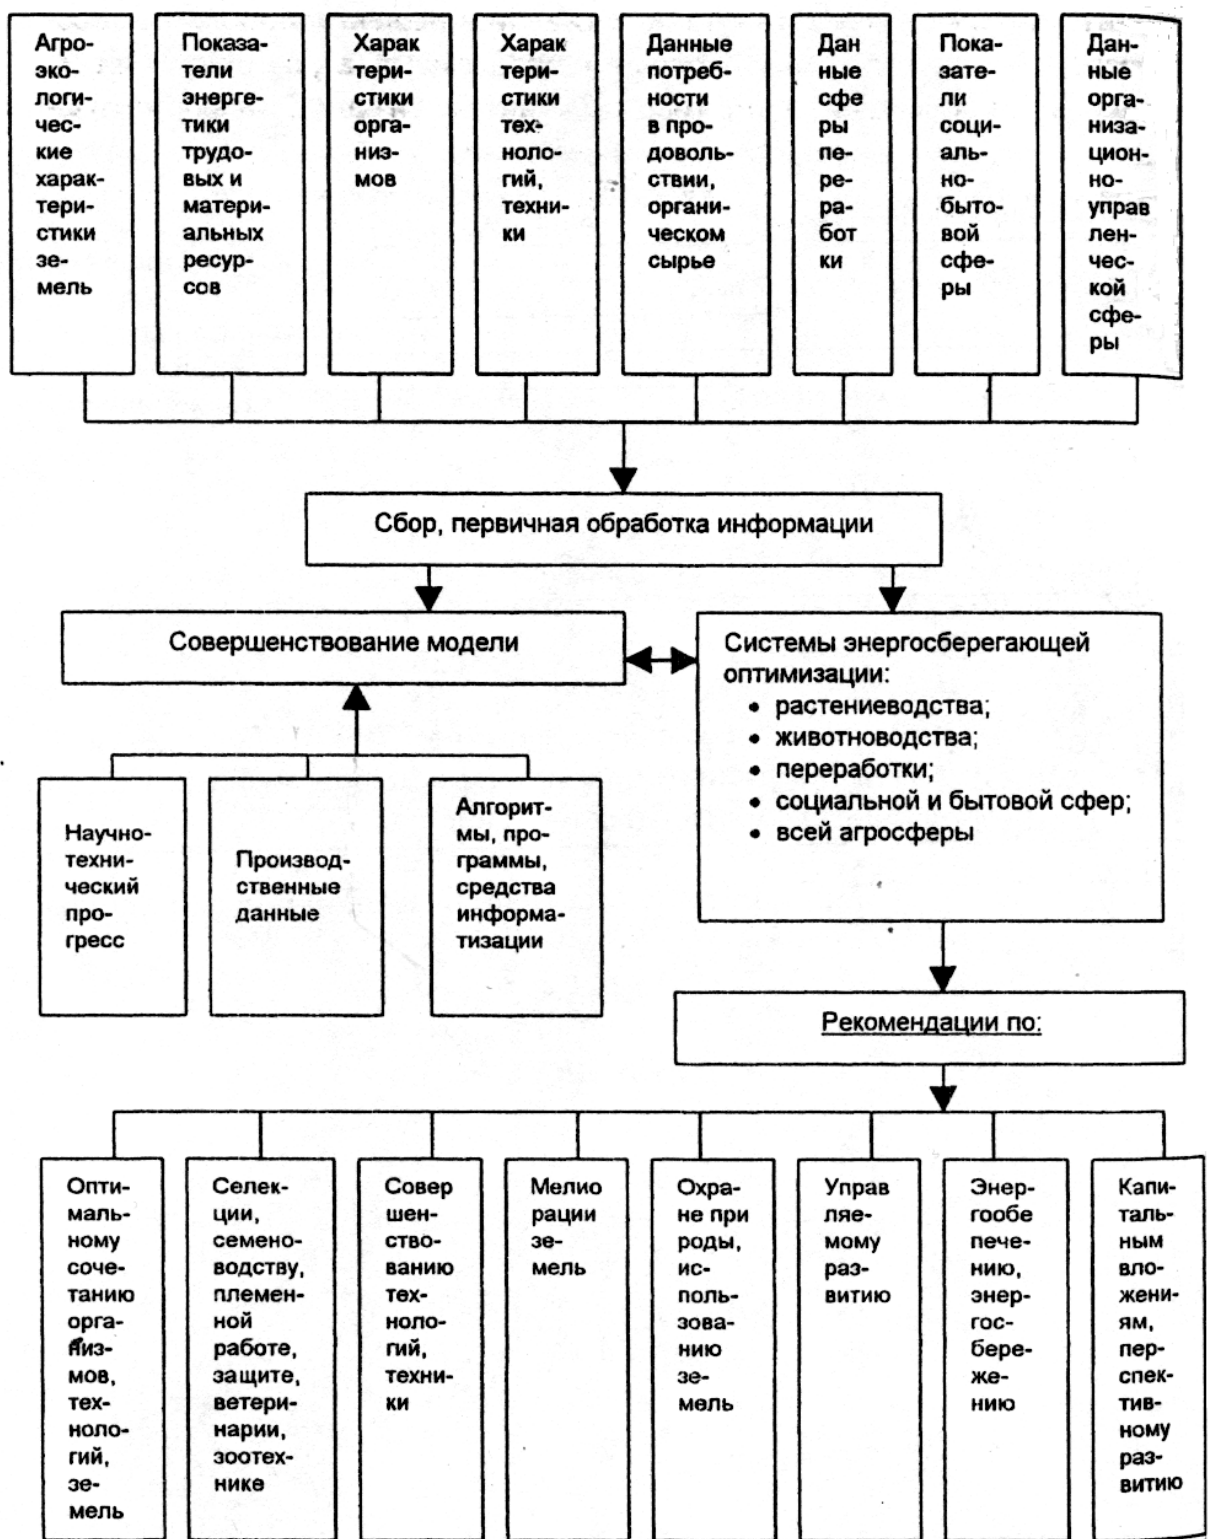 Агро-
эко-
логи-
чес-
кие
харак-
тери-
стики
зе-
мель
Показа-
тели
энерге-
тики
трудо-
вых и
матери-
альных
ресур-
сов
Харак
тери-
стики
орга-
низ-
мов
Харак
тери-
стики
тех-
ноло-
гий,
техни-
ки
Данные
потреб-
ности
в про-
доволь-
ствии,
органи-
ческом
сырье
Дан
ные
сфе
ры
пе-
ре-
ра-
бот
ки
Пока-
зате-
ли
соци-
аль-
но-
быто-
вой
сфе-
ры
Дан-
ные
орга-
низа-
цион-
но-
управ
лен-
чес-
кой
сфе-
ры
Сбор, первичная обработка информации
Совершенствование модели
Системы энергосберегающей
оптимизации:
• растениеводства;
• животноводства;
• переработки;
• социальной и бытовой сфер;
• всей агросферы
Научно-
техни-
ческий
про-
гресс
Производ-
ственные
данные
Алгорит-
мы, про-
граммы,
средства
информа-
тизации
Рекомендации по:
Опти-
маль-
ному
соче-
танию
орга-
низ-
мов,
тех-
ноло-
гий,
зе-
мель
Селек-
ции,
семено-
водству,
племен-
ной
работе,
защите,
ветери-
нарии,
зоотех-
нике
Совер
шен-
ство-
ванию
тех-
ноло-
гий,
техни-
ки
Мелио
рации
зе-
мель
Охра-
не при
роды,
ис-
поль-
зова-
нию
зе-
мель
Управ
ляе-
мому
раз-
витию
Энер-
гообе
пече-
нию,
энер-
гос-
бере-
же-
нию
Капи-
таль-
ным
вло-
жени-
ям,
пер-
спек-
тив-
ному
раз-
витию